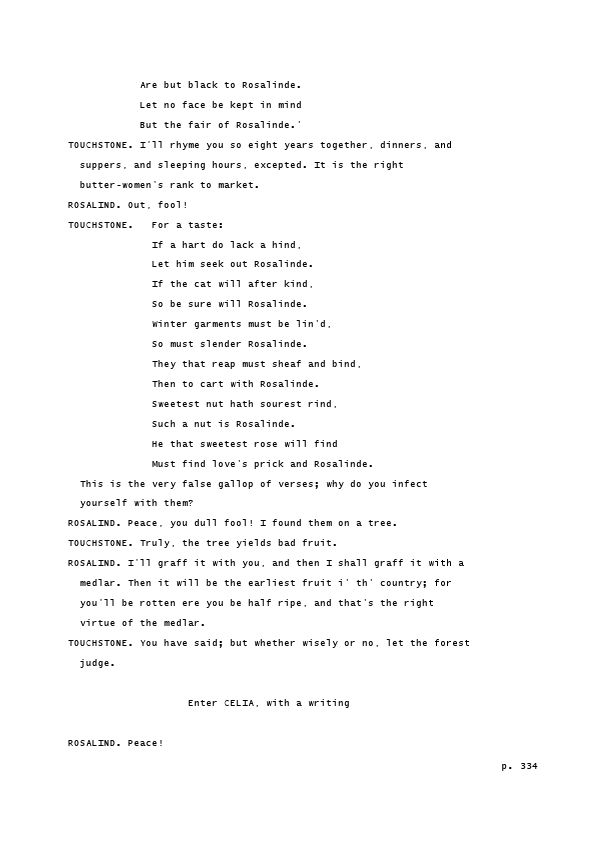 Are but black to Rosalinde.
Let no face be kept in mind
But the fair of Rosalinde.'
TOUCHSTONE. I'll rhyme you so eight years together, dinners, and
suppers, and sleeping hours, excepted. It is the right
butter-women's rank to market.
ROSALIND. Out, fool!
TOUCHSTONE.   For a taste:
If a hart do lack a hind,
Let him seek out Rosalinde.
If the cat will after kind,
So be sure will Rosalinde.
Winter garments must be lin'd,
So must slender Rosalinde.
They that reap must sheaf and bind,
Then to cart with Rosalinde.
Sweetest nut hath sourest rind,
Such a nut is Rosalinde.
He that sweetest rose will find
Must find love's prick and Rosalinde.
This is the very false gallop of verses; why do you infect
yourself with them?
ROSALIND. Peace, you dull fool! I found them on a tree.
TOUCHSTONE. Truly, the tree yields bad fruit.
ROSALIND. I'll graff it with you, and then I shall graff it with a
medlar. Then it will be the earliest fruit i' th' country; for
you'll be rotten ere you be half ripe, and that's the right
virtue of the medlar.
TOUCHSTONE. You have said; but whether wisely or no, let the forest
judge.
Enter CELIA, with a writing
ROSALIND. Peace!
p. 334